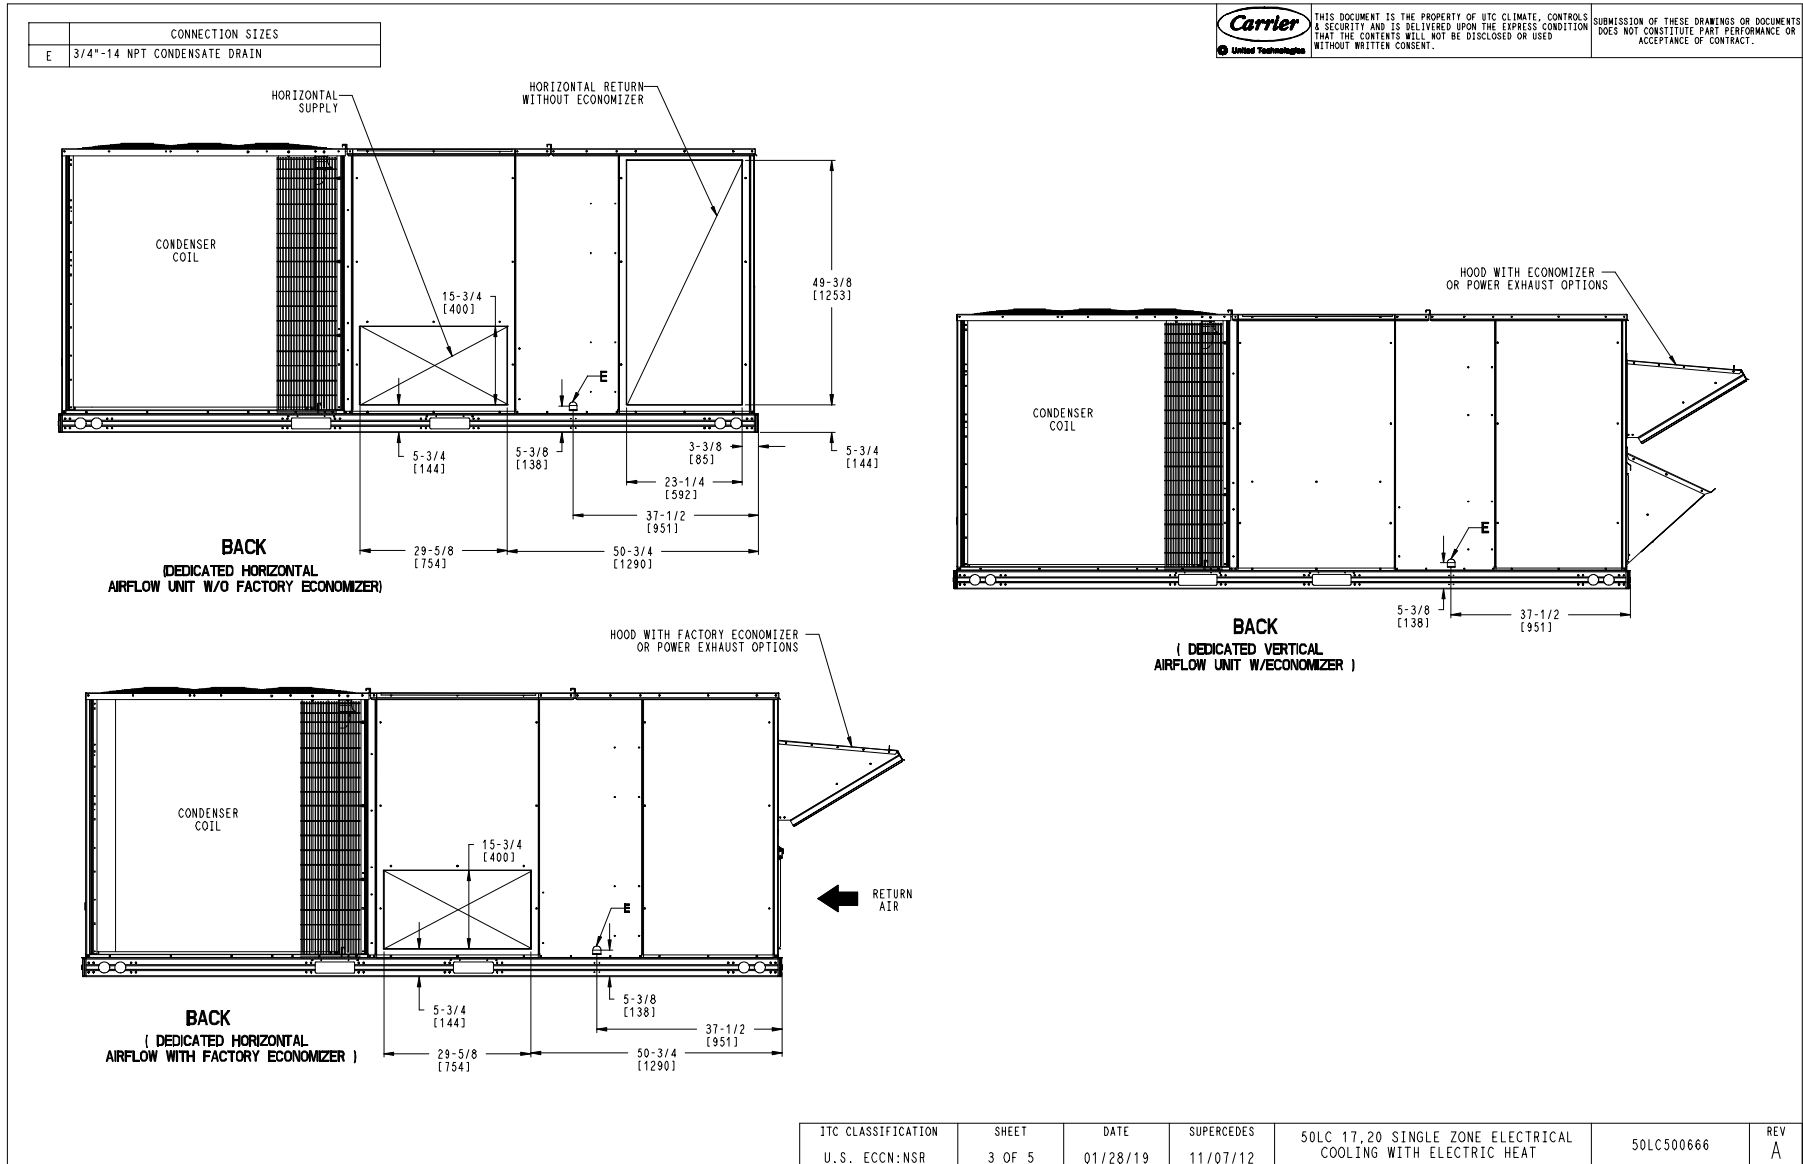 CONNECTION SIZES
E 3/4"-14 NPT CONDENSATE DRAIN
Carrier
United Technologies
THIS DOCUMENT IS THE PROPERTY OF UTC CLIMATE, CONTROLS
& SECURITY AND IS DELIVERED UPON THE EXPRESS CONDITION
THAT THE CONTENTS WILL NOT BE DISCLOSED OR USED
WITHOUT WRITTEN CONSENT.
SUBMISSION OF THESE DRAWINGS OR DOCUMENTS
DOES NOT CONSTITUTE PART PERFORMANCE OR
ACCEPTANCE OF CONTRACT.
HORIZONTAL
SUPPLY
HORIZONTAL RETURN
WITHOUT ECONOMIZER
CONDENSER
COIL
15-3/4
[400]
49-3/8
[1253]
E
5-3/4
[144]
5-3/8
[138]
3-3/8
[85]
5-3/4
[144]
23-1/4
[592]
37-1/2
[951]
29-5/8
[754]
50-3/4
[1290]
BACK
(DEDICATED HORIZONTAL
AIRFLOW UNIT W/O FACTORY ECONOMIZER)
HOOD WITH ECONOMIZER
OR POWER EXHAUST OPTIONS
CONDENSER
COIL
E
5-3/8
[138]
37-1/2
[951]
BACK
( DEDICATED VERTICAL
AIRFLOW UNIT W/ECONOMIZER )
HOOD WITH FACTORY ECONOMIZER
OR POWER EXHAUST OPTIONS
CONDENSER
COIL
15-3/4
[400]
RETURN
AIR
E
5-3/4
[144]
5-3/8
[138]
37-1/2
[951]
29-5/8
[754]
50-3/4
[1290]
BACK
( DEDICATED HORIZONTAL
AIRFLOW WITH FACTORY ECONOMIZER )
ITC CLASSIFICATION
U.S. ECCN:NSR
SHEET
3 OF 5
DATE
01/28/19
SUPERCEDES
11/07/12
50LC 17,20 SINGLE ZONE ELECTRICAL
COOLING WITH ELECTRIC HEAT
50LC500666
REV
A